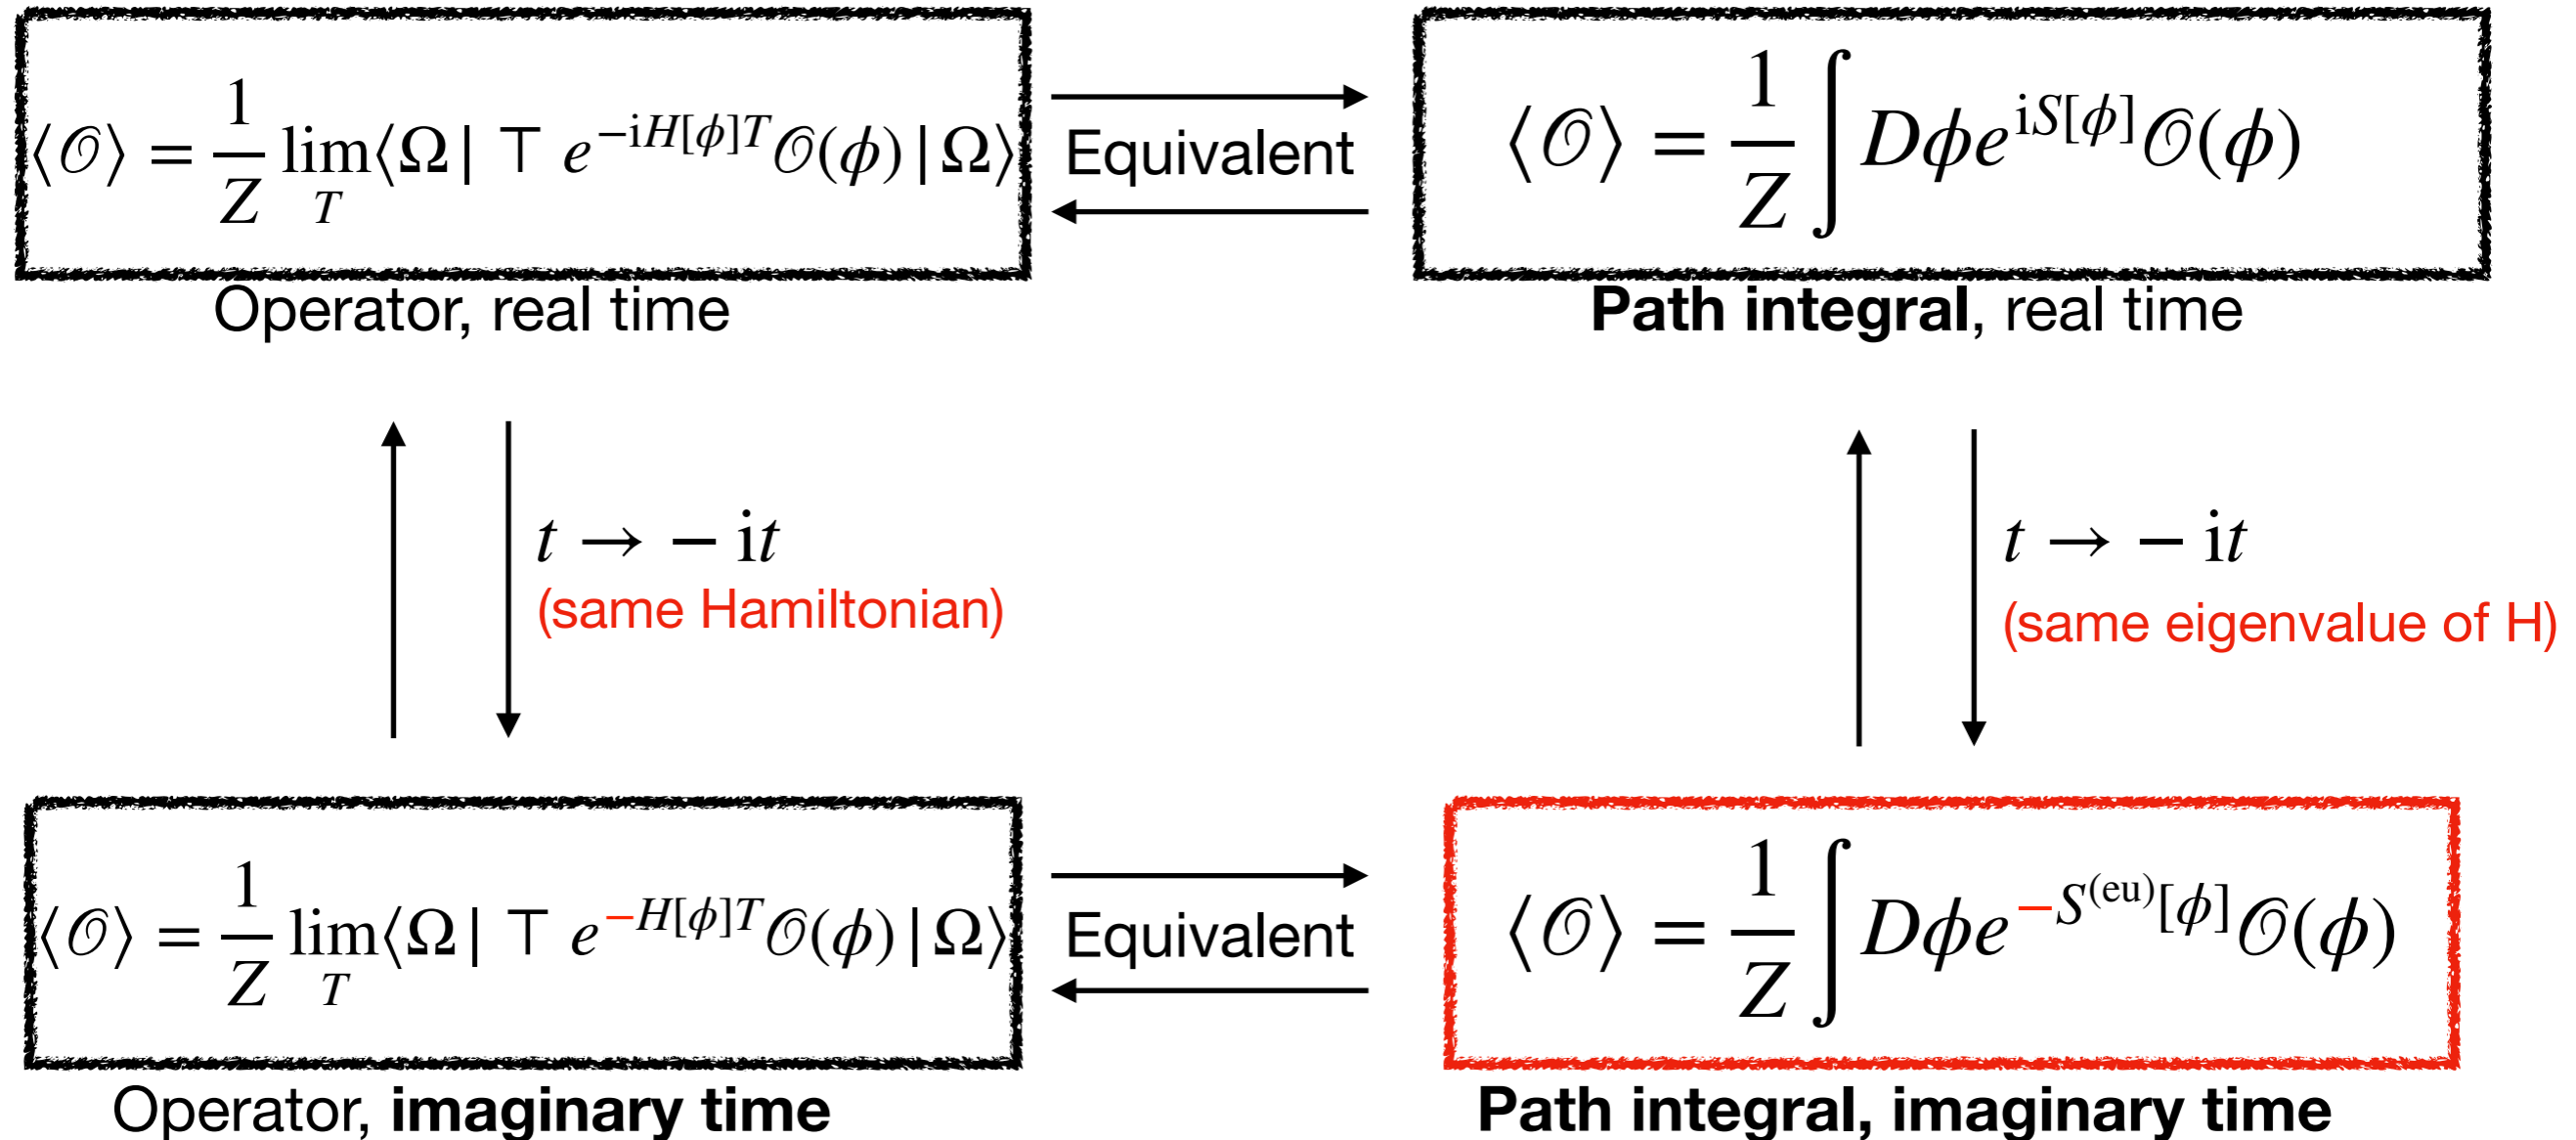 ⟨𝒪⟩ = 1/Z lim_T ⟨Ω| ⊤ e^{−iH[ϕ]T} 𝒪(ϕ)|Ω⟩
Operator, real time
Equivalent
⟨𝒪⟩ = 1/Z ∫ Dϕ e^{iS[ϕ]} 𝒪(ϕ)
Path integral, real time
t → − it
(same Hamiltonian)
t → − it
(same eigenvalue of H)
⟨𝒪⟩ = 1/Z lim_T ⟨Ω| ⊤ e^{−H[ϕ]T} 𝒪(ϕ)|Ω⟩
Operator, imaginary time
Equivalent
⟨𝒪⟩ = 1/Z ∫ Dϕ e^{−S^{(eu)}[ϕ]} 𝒪(ϕ)
Path integral, imaginary time